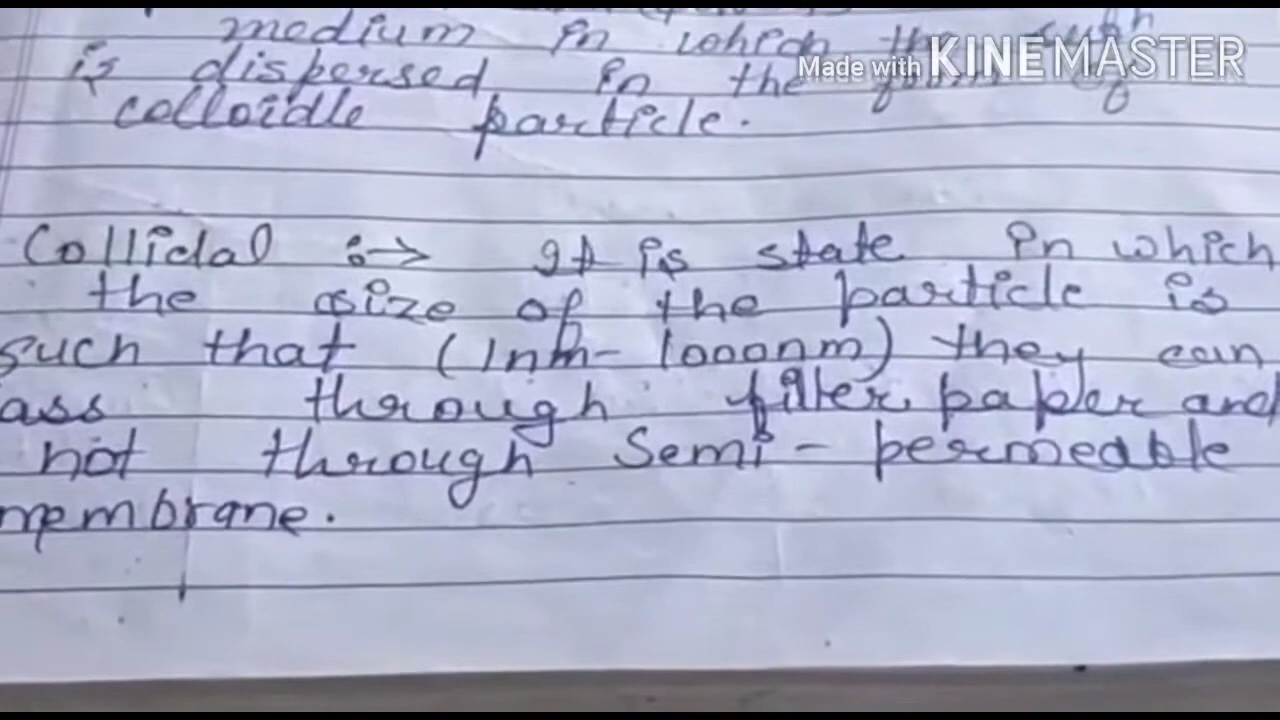 medium in which the
is dispersed in the form of
colloidle particle.
Made with KINEMASTER
Collidal :-> It is state in which
the size of the particle is
such that (1nm- 1000nm) they can
ass through filter paper and
not through Semi - permeable
membrane.